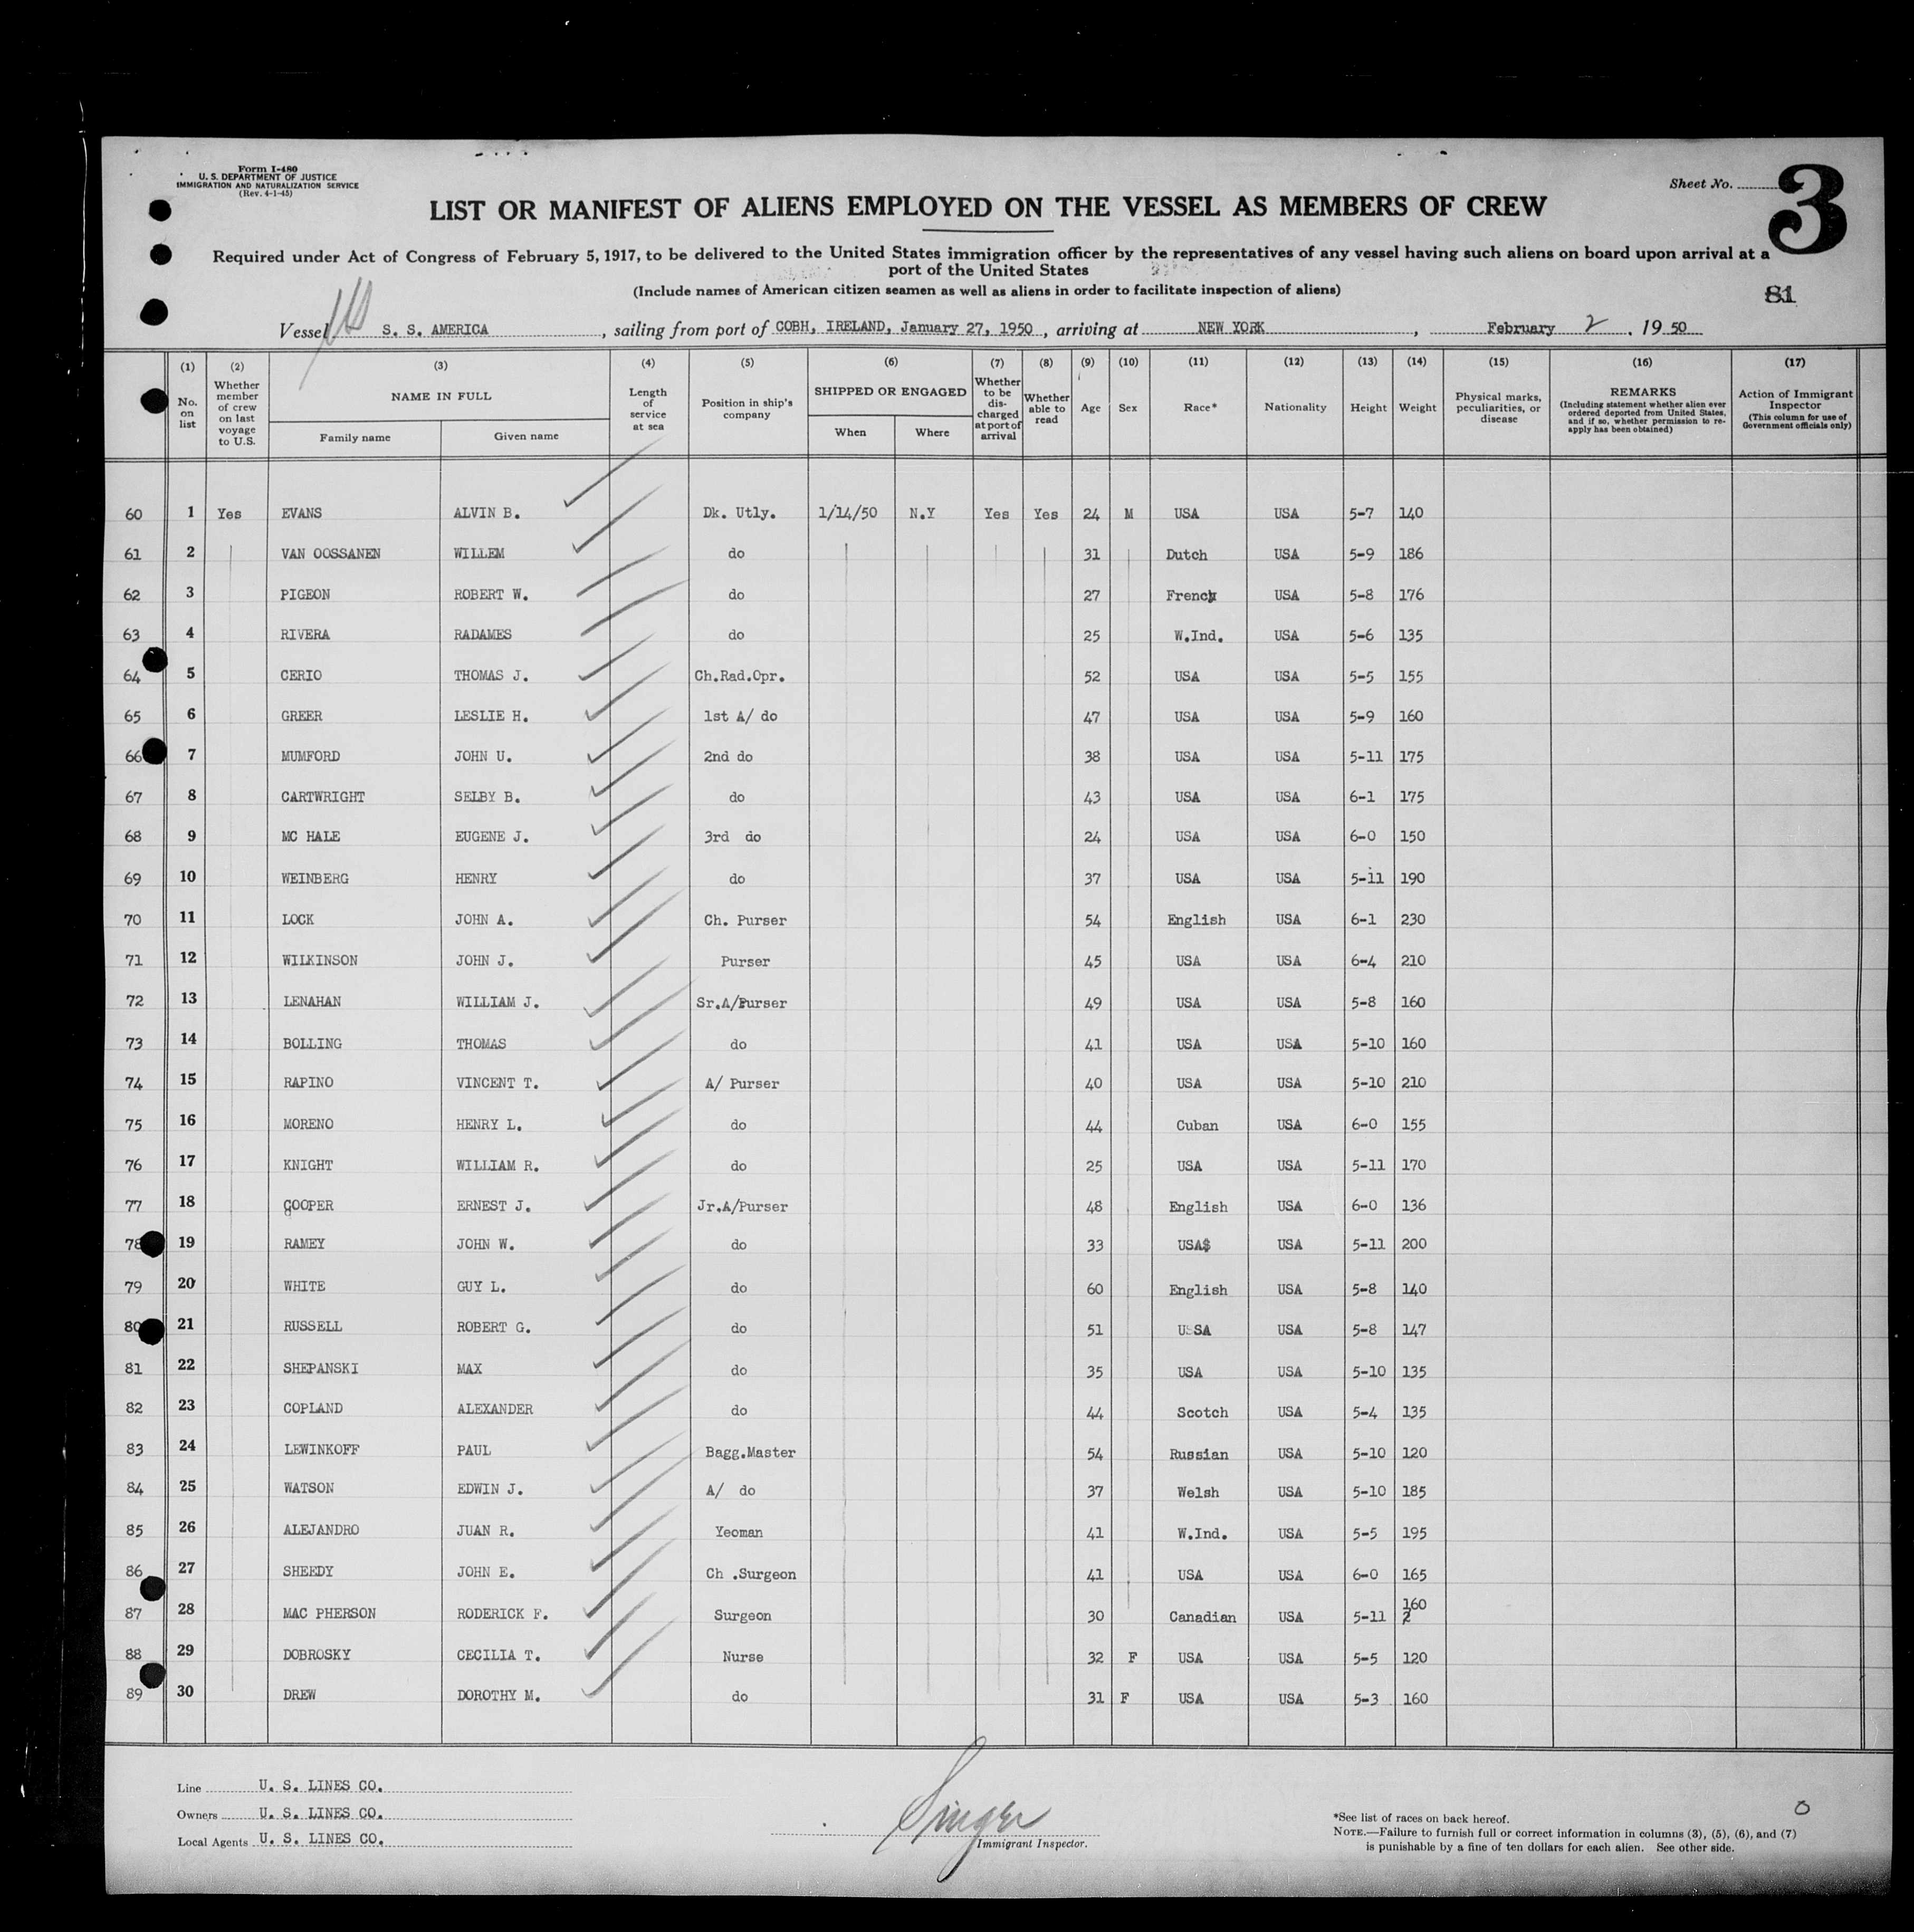 Form I-480
U. S. DEPARTMENT OF JUSTICE
IMMIGRATION AND NATURALIZATION SERVICE
(Rev. 4-1-45)
Sheet No. 3
LIST OR MANIFEST OF ALIENS EMPLOYED ON THE VESSEL AS MEMBERS OF CREW
Required under Act of Congress of February 5, 1917, to be delivered to the United States immigration officer by the representatives of any vessel having such aliens on board upon arrival at a
port of the United States
(Include names of American citizen seamen as well as aliens in order to facilitate inspection of aliens)
81
Vessel S. S. AMERICA, sailing from port of COBH, IRELAND, January 27, 1950, arriving at NEW YORK, February 2, 1950
(1) No. on list (2) Whether member of crew on last voyage to U.S. (3) NAME IN FULL Family name Given name (4) Length of service at sea (5) Position in ship's company (6) SHIPPED OR ENGAGED When Where (7) Whether to be discharged at port of arrival (8) Whether able to read (9) Age (10) Sex (11) Race* (12) Nationality (13) Height (14) Weight (15) Physical marks, peculiarities, or disease (16) REMARKS (Including statement whether alien ever ordered deported from United States, and if so, whether permission to re-apply has been obtained) (17) Action of Immigrant Inspector (This column for use of Government officials only)
60 1 Yes EVANS ALVIN B. Dk. Utly. 1/14/50 N.Y Yes Yes 24 M USA USA 5-7 140
61 2 VAN OOSSANEN WILLEM do 31 Dutch USA 5-9 186
62 3 PIGEON ROBERT W. do 27 French USA 5-8 176
63 4 RIVERA RADAMES do 25 W.Ind. USA 5-6 135
64 5 CERIO THOMAS J. Ch.Rad.Opr. 52 USA USA 5-5 155
65 6 GREER LESLIE H. 1st A/ do 47 USA USA 5-9 160
66 7 MUMFORD JOHN U. 2nd do 38 USA USA 5-11 175
67 8 CARTWRIGHT SELBY B. do 43 USA USA 6-1 175
68 9 MC HALE EUGENE J. 3rd do 24 USA USA 6-0 150
69 10 WEINBERG HENRY do 37 USA USA 5-11 190
70 11 LOCK JOHN A. Ch. Purser 54 English USA 6-1 230
71 12 WILKINSON JOHN J. Purser 45 USA USA 6-4 210
72 13 LENAHAN WILLIAM J. Sr.A/Purser 49 USA USA 5-8 160
73 14 BOLLING THOMAS do 41 USA USA 5-10 160
74 15 RAPINO VINCENT T. A/ Purser 40 USA USA 5-10 210
75 16 MORENO HENRY L. do 44 Cuban USA 6-0 155
76 17 KNIGHT WILLIAM R. do 25 USA USA 5-11 170
77 18 COOPER ERNEST J. Jr.A/Purser 48 English USA 6-0 136
78 19 RAMEY JOHN W. do 33 USA$ USA 5-11 200
79 20 WHITE GUY L. do 60 English USA 5-8 140
80 21 RUSSELL ROBERT G. do 51 USSA USA 5-8 147
81 22 SHEPANSKI MAX do 35 USA USA 5-10 135
82 23 COPLAND ALEXANDER do 44 Scotch USA 5-4 135
83 24 LEWINKOFF PAUL Bagg.Master 54 Russian USA 5-10 120
84 25 WATSON EDWIN J. A/ do 37 Welsh USA 5-10 185
85 26 ALEJANDRO JUAN R. Yeoman 41 W.Ind. USA 5-5 195
86 27 SHEEDY JOHN E. Ch .Surgeon 41 USA USA 6-0 165
87 28 MAC PHERSON RODERICK F. Surgeon 30 Canadian USA 5-11 160
88 29 DOBROSKY CECILIA T. Nurse 32 F USA USA 5-5 120
89 30 DREW DOROTHY M. do 31 F USA USA 5-3 160
Line U. S. LINES CO.
Owners U. S. LINES CO.
Local Agents U. S. LINES CO.
Singer
Immigrant Inspector.
*See list of races on back hereof.
NOTE.—Failure to furnish full or correct information in columns (3), (5), (6), and (7)
is punishable by a fine of ten dollars for each alien. See other side.
0